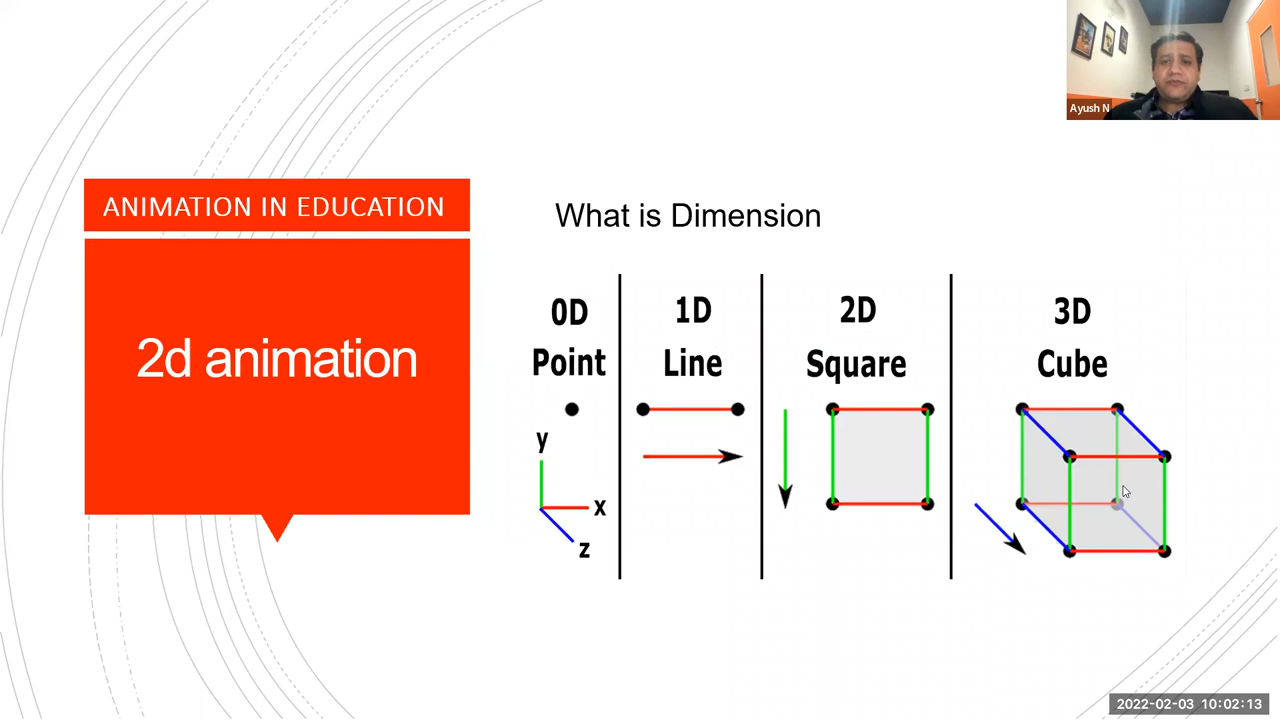 Ayush N
ANIMATION IN EDUCATION
2d animation
What is Dimension
0D
Point
1D
Line
2D
Square
3D
Cube
y
x
z
2022-02-03 10:02:13